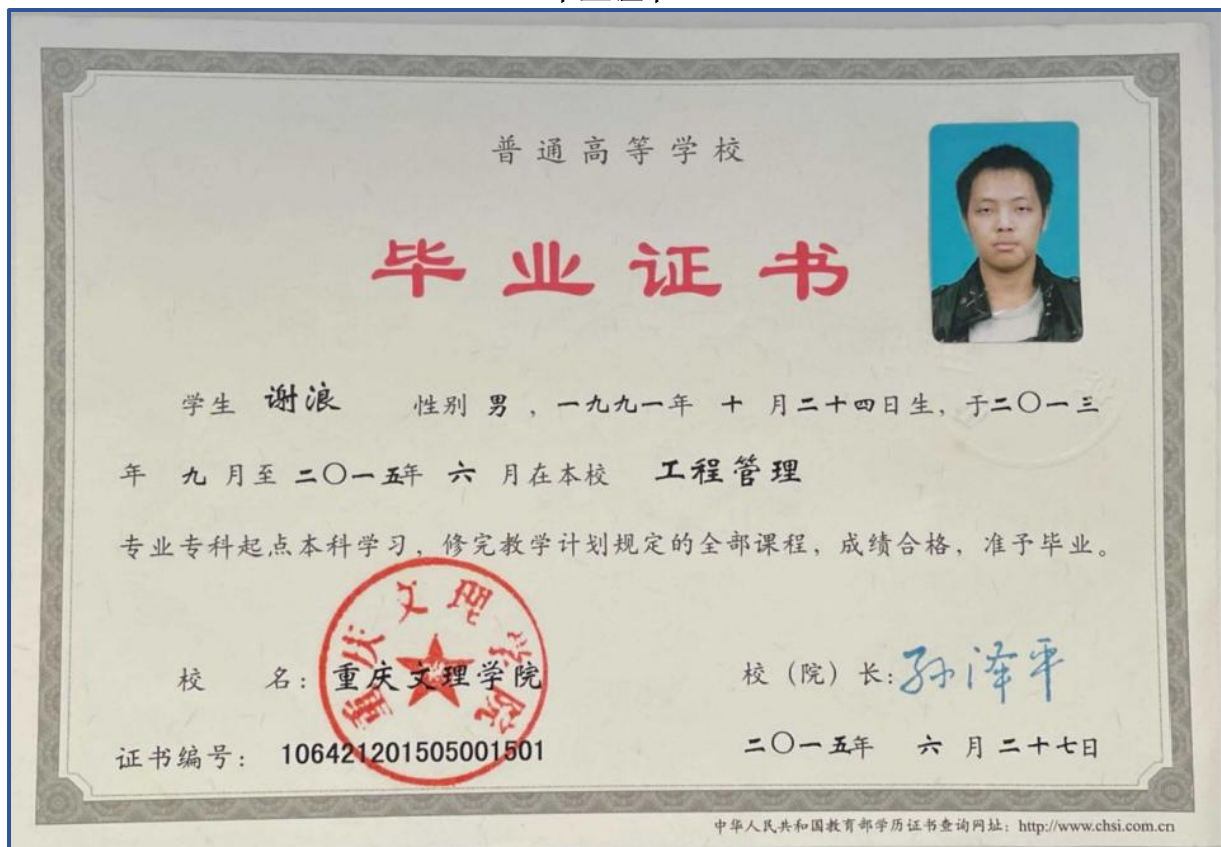 普通高等学校
毕业证书
学生 谢浪 性别 男 ，一九九一年 十 月二十四日生，于二〇一三
年 九 月至 二〇一五年 六 月在本校 工程管理
专业专科起点本科学习，修完教学计划规定的全部课程，成绩合格，准予毕业。
重庆文理学院
校 名：重庆文理学院
校（院）长：孙泽平
证书编号： 106421201505001501
二〇一五年 六 月二十七日
中华人民共和国教育部学历证书查询网址：http://www.chsi.com.cn